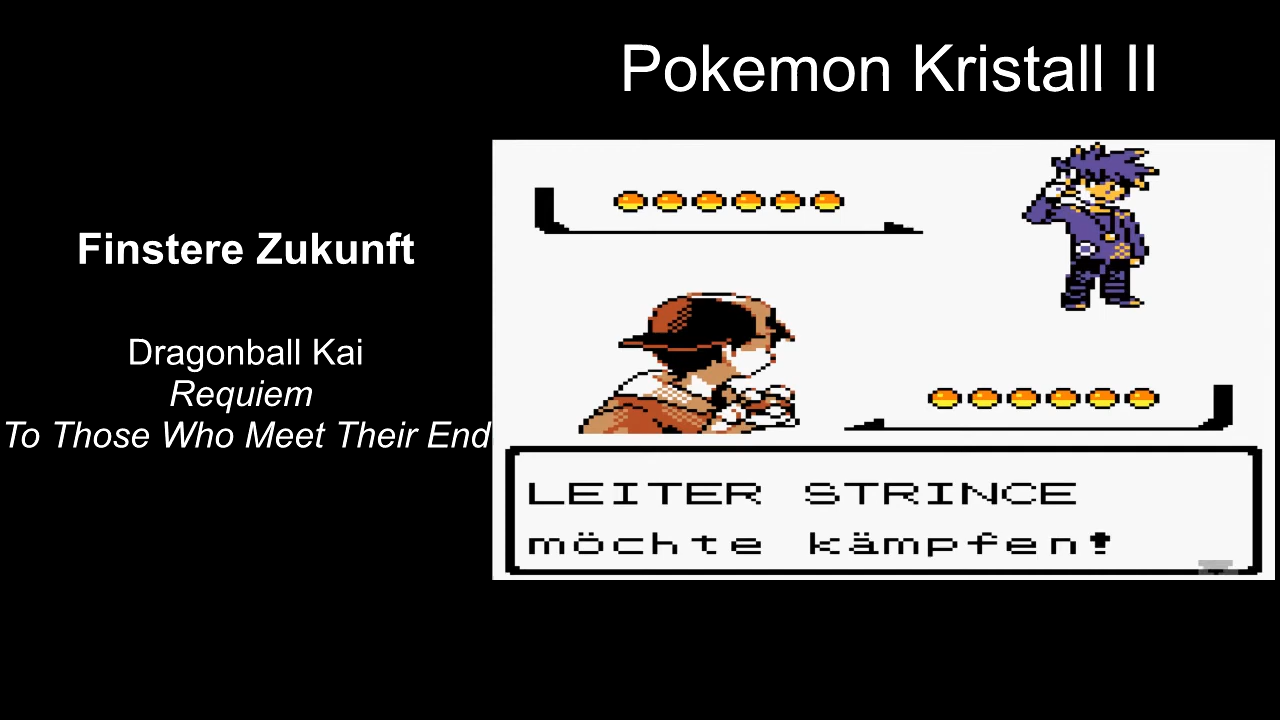 Pokemon Kristall II
Finstere Zukunft
Dragonball Kai
Requiem
To Those Who Meet Their End
LEITER STRINCE
möchte kämpfen!